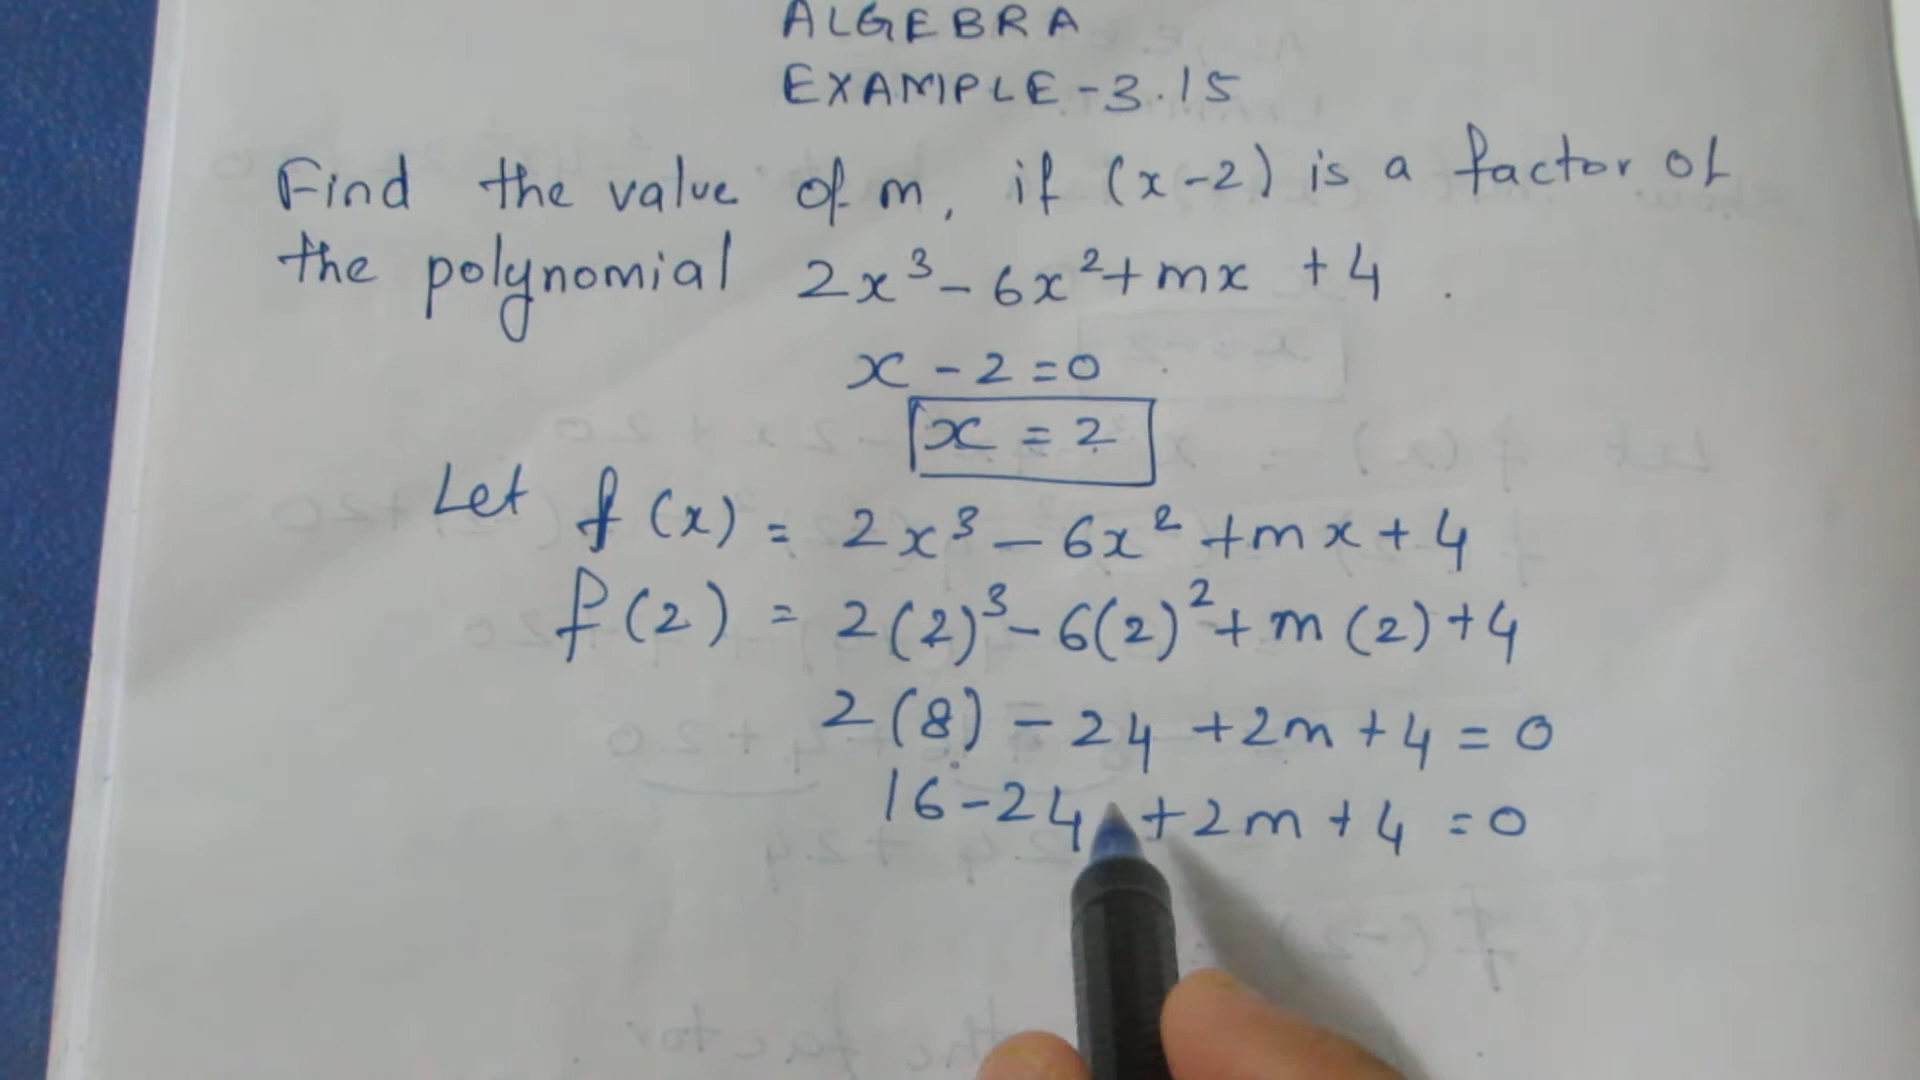 ALGEBRA
EXAMPLE-3.15
Find the value of m, if (x-2) is a factor of
the polynomial 2x³-6x²+mx+4.
x-2=0
x=2
Let f(x) = 2x³-6x²+mx+4
f(2) = 2(2)³-6(2)²+m(2)+4
2(8)-24+2m+4=0
16-24+2m+4=0